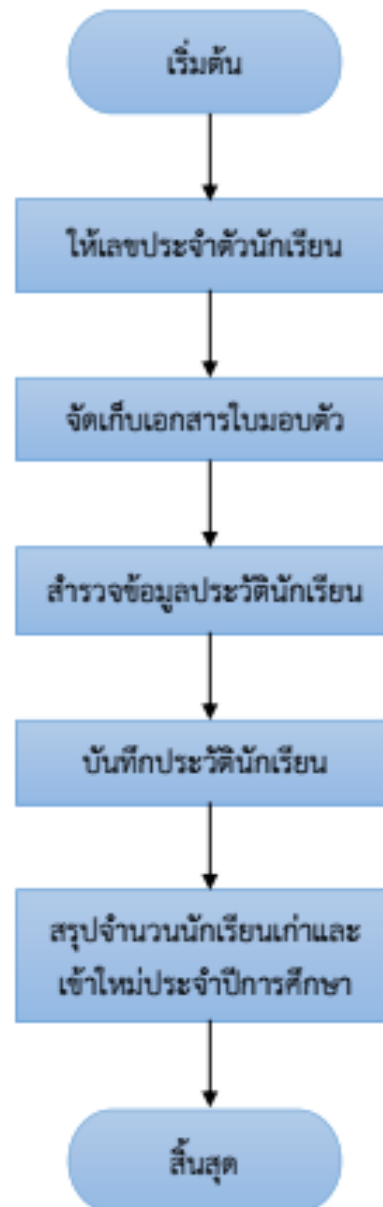 เริ่มต้น
ให้เลขประจำตัวนักเรียน
จัดเก็บเอกสารใบมอบตัว
สำรวจข้อมูลประวัตินักเรียน
บันทึกประวัตินักเรียน
สรุปจำนวนนักเรียนเก่าและ
เข้าใหม่ประจำปีการศึกษา
สิ้นสุด